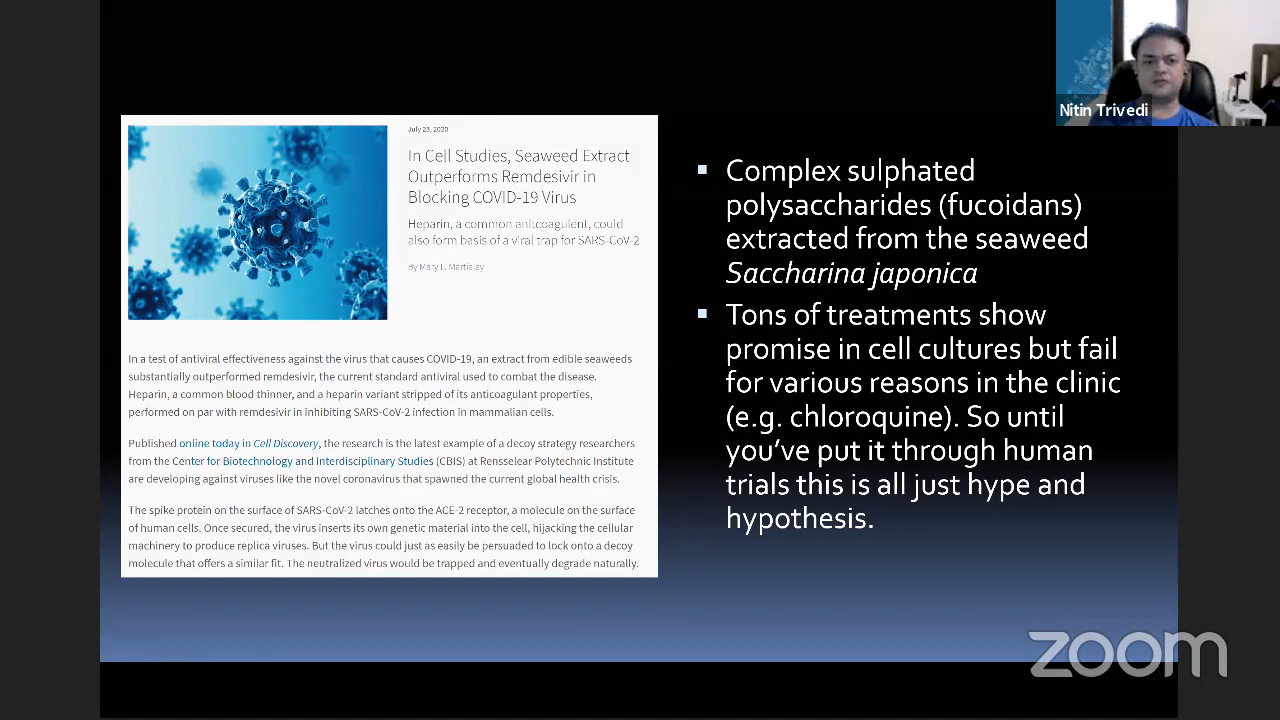 Nitin Trivedi
July 23, 2020
In Cell Studies, Seaweed Extract
Outperforms Remdesivir in
Blocking COVID-19 Virus
Heparin, a common anitcoagulent, could
also form basis of a viral trap for SARS-CoV-2
By Mary L. Martialay
In a test of antiviral effectiveness against the virus that causes COVID-19, an extract from edible seaweeds
substantially outperformed remdesivir, the current standard antiviral used to combat the disease.
Heparin, a common blood thinner, and a heparin variant stripped of its anticoagulant properties,
performed on par with remdesivir in inhibiting SARS-CoV-2 infection in mammalian cells.
Published online today in Cell Discovery, the research is the latest example of a decoy strategy researchers
from the Center for Biotechnology and Interdisciplinary Studies (CBIS) at Rensselear Polytechnic Institute
are developing against viruses like the novel coronavirus that spawned the current global health crisis.
The spike protein on the surface of SARS-CoV-2 latches onto the ACE-2 receptor, a molecule on the surface
of human cells. Once secured, the virus inserts its own genetic material into the cell, hijacking the cellular
machinery to produce replica viruses. But the virus could just as easily be persuaded to lock onto a decoy
molecule that offers a similar fit. The neutralized virus would be trapped and eventually degrade naturally.
Complex sulphated
polysaccharides (fucoidans)
extracted from the seaweed
Saccharina japonica
Tons of treatments show
promise in cell cultures but fail
for various reasons in the clinic
(e.g. chloroquine). So until
you've put it through human
trials this is all just hype and
hypothesis.
zoom